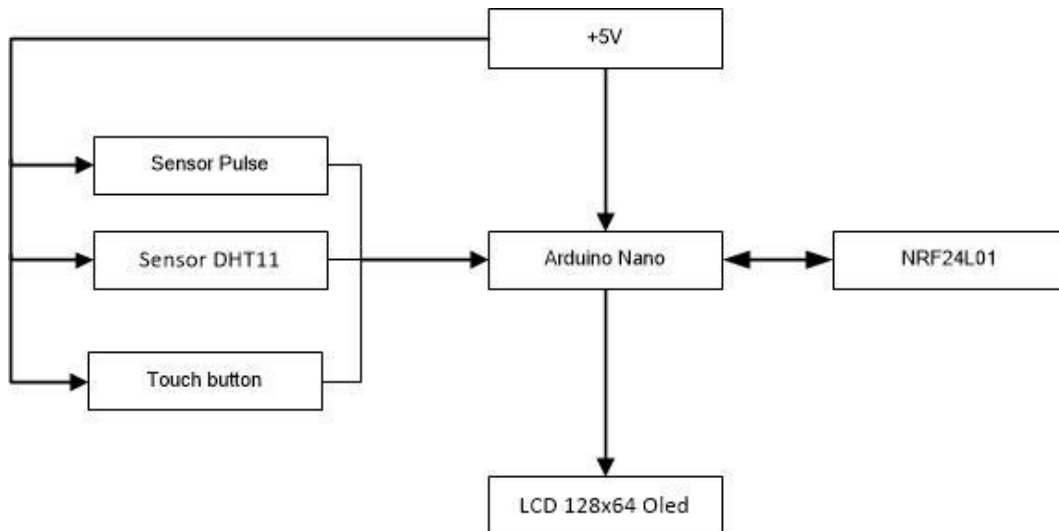 +5V
Sensor Pulse
Sensor DHT11
Arduino Nano
NRF24L01
Touch button
LCD 128x64 Oled